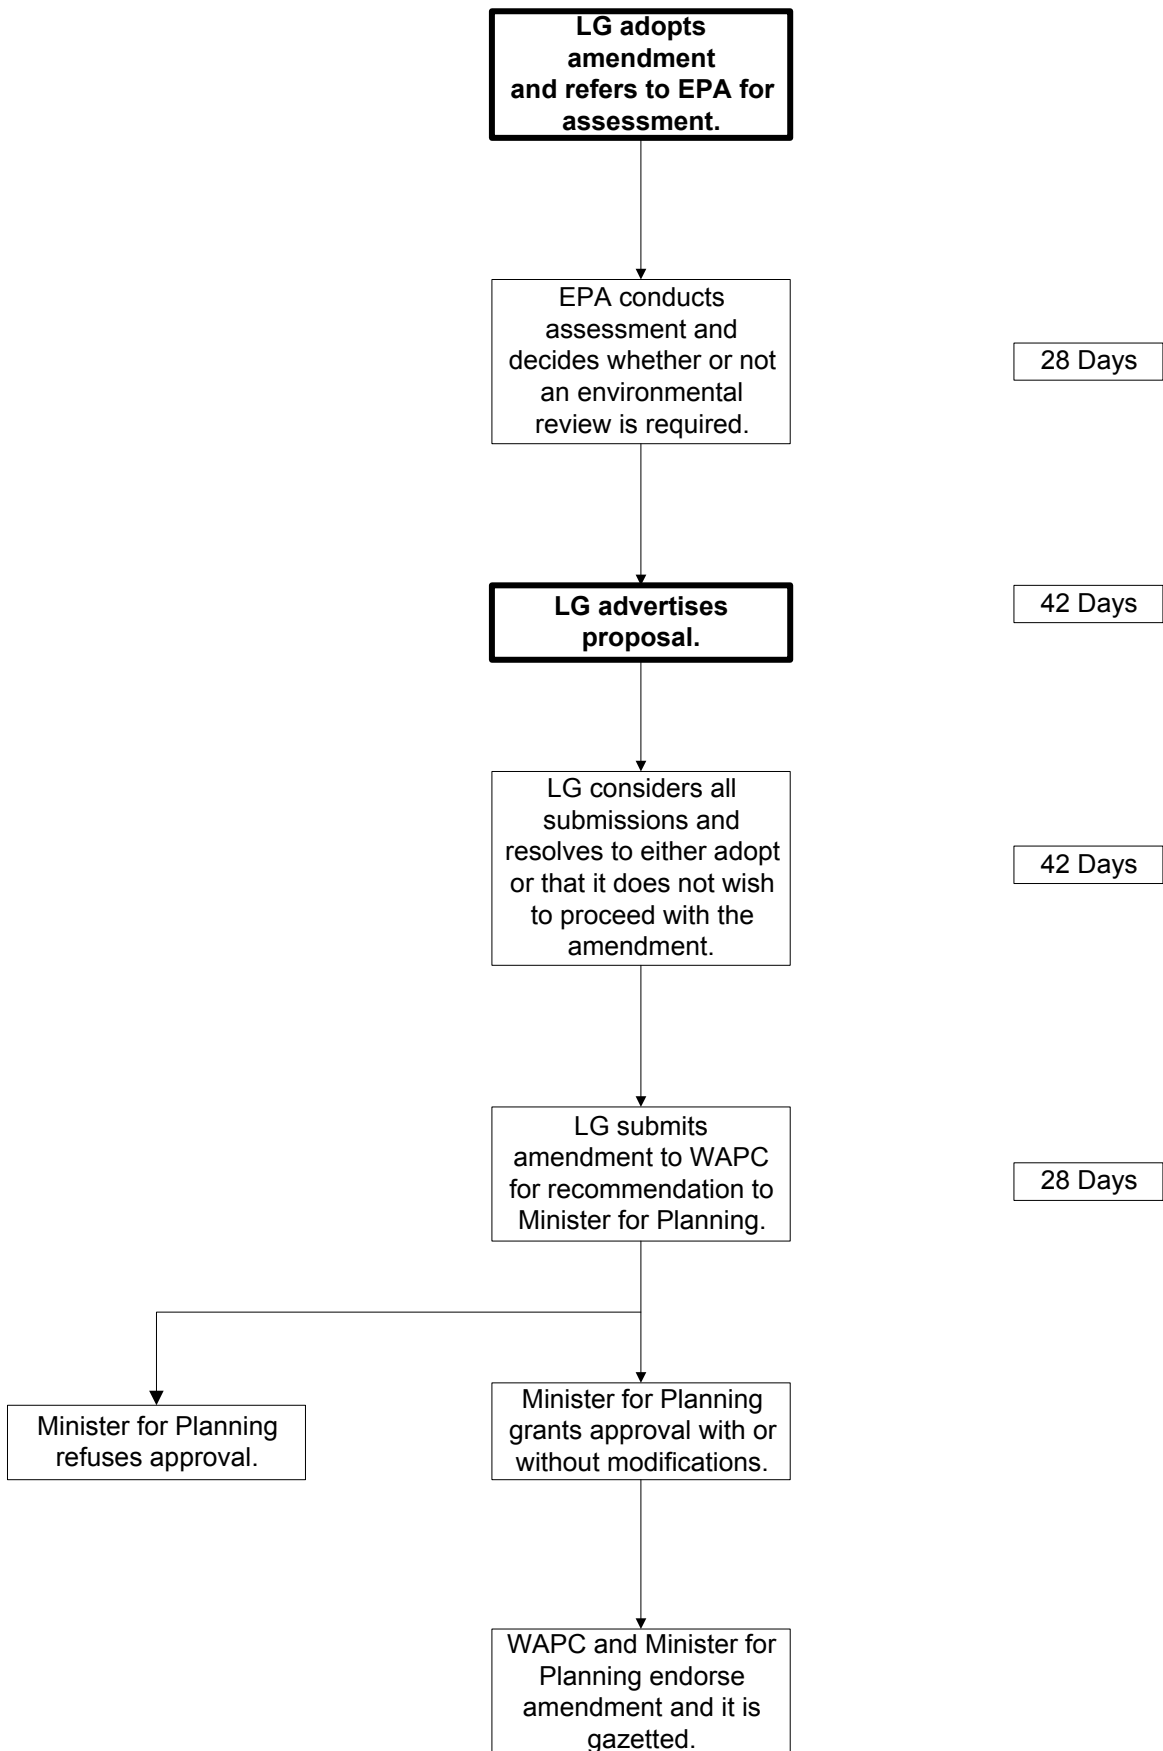 LG adopts
amendment
and refers to EPA for
assessment.
EPA conducts
assessment and
decides whether or not
an environmental
review is required.
28 Days
LG advertises
proposal.
42 Days
LG considers all
submissions and
resolves to either adopt
or that it does not wish
to proceed with the
amendment.
42 Days
LG submits
amendment to WAPC
for recommendation to
Minister for Planning.
28 Days
Minister for Planning
refuses approval.
Minister for Planning
grants approval with or
without modifications.
WAPC and Minister for
Planning endorse
amendment and it is
gazetted.